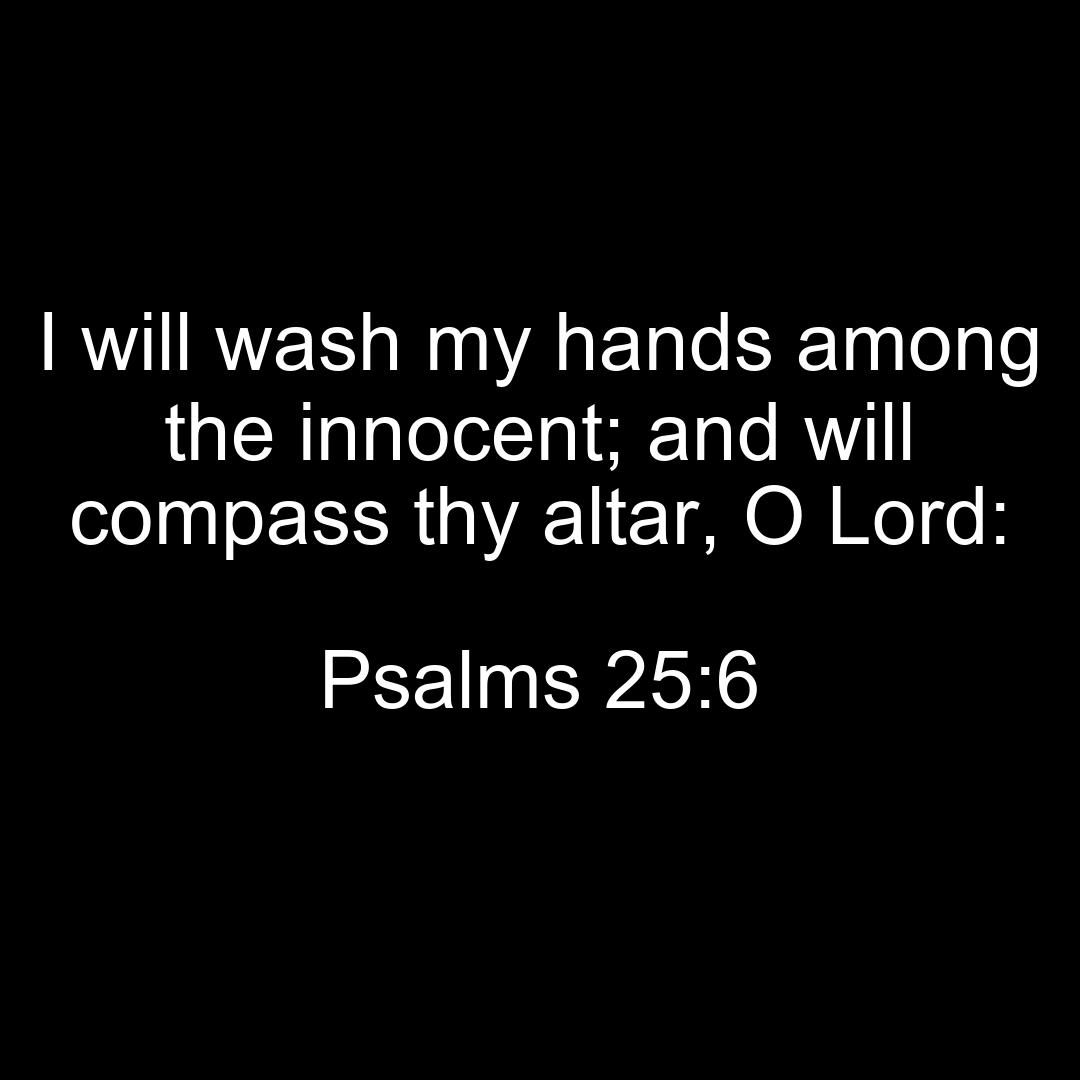 I will wash my hands among
the innocent; and will
compass thy altar, O Lord:
Psalms 25:6